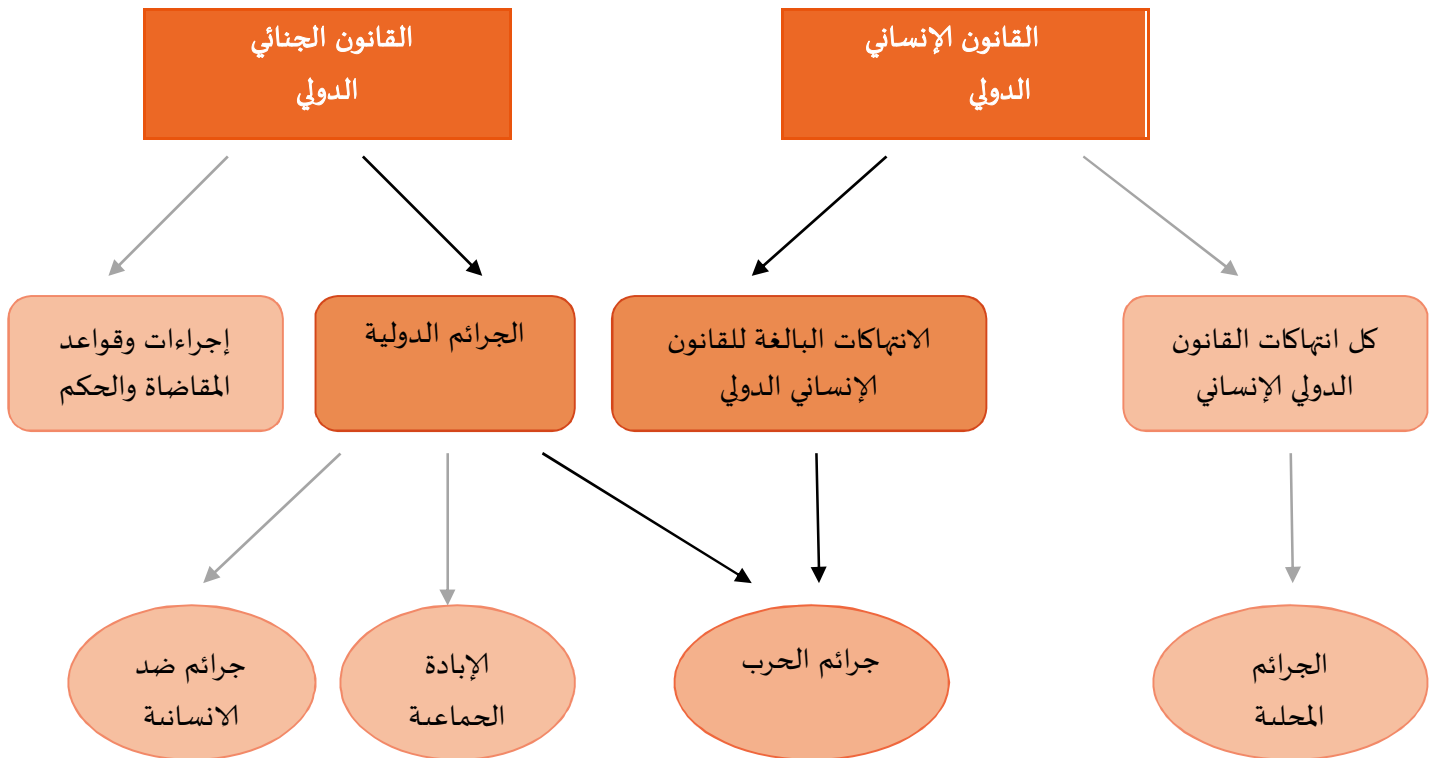 القانون الإنساني
الدولي
القانون الجنائي
الدولي
كل انتهاكات القانون
الدولي الإنساني
الانتهاكات البالغة للقانون
الإنساني الدولي
الجرائم الدولية
إجراءات وقواعد
المقاضاة والحكم
الجرائم
المحلية
جرائم الحرب
الإبادة
الجماعية
جرائم ضد
الانسانية